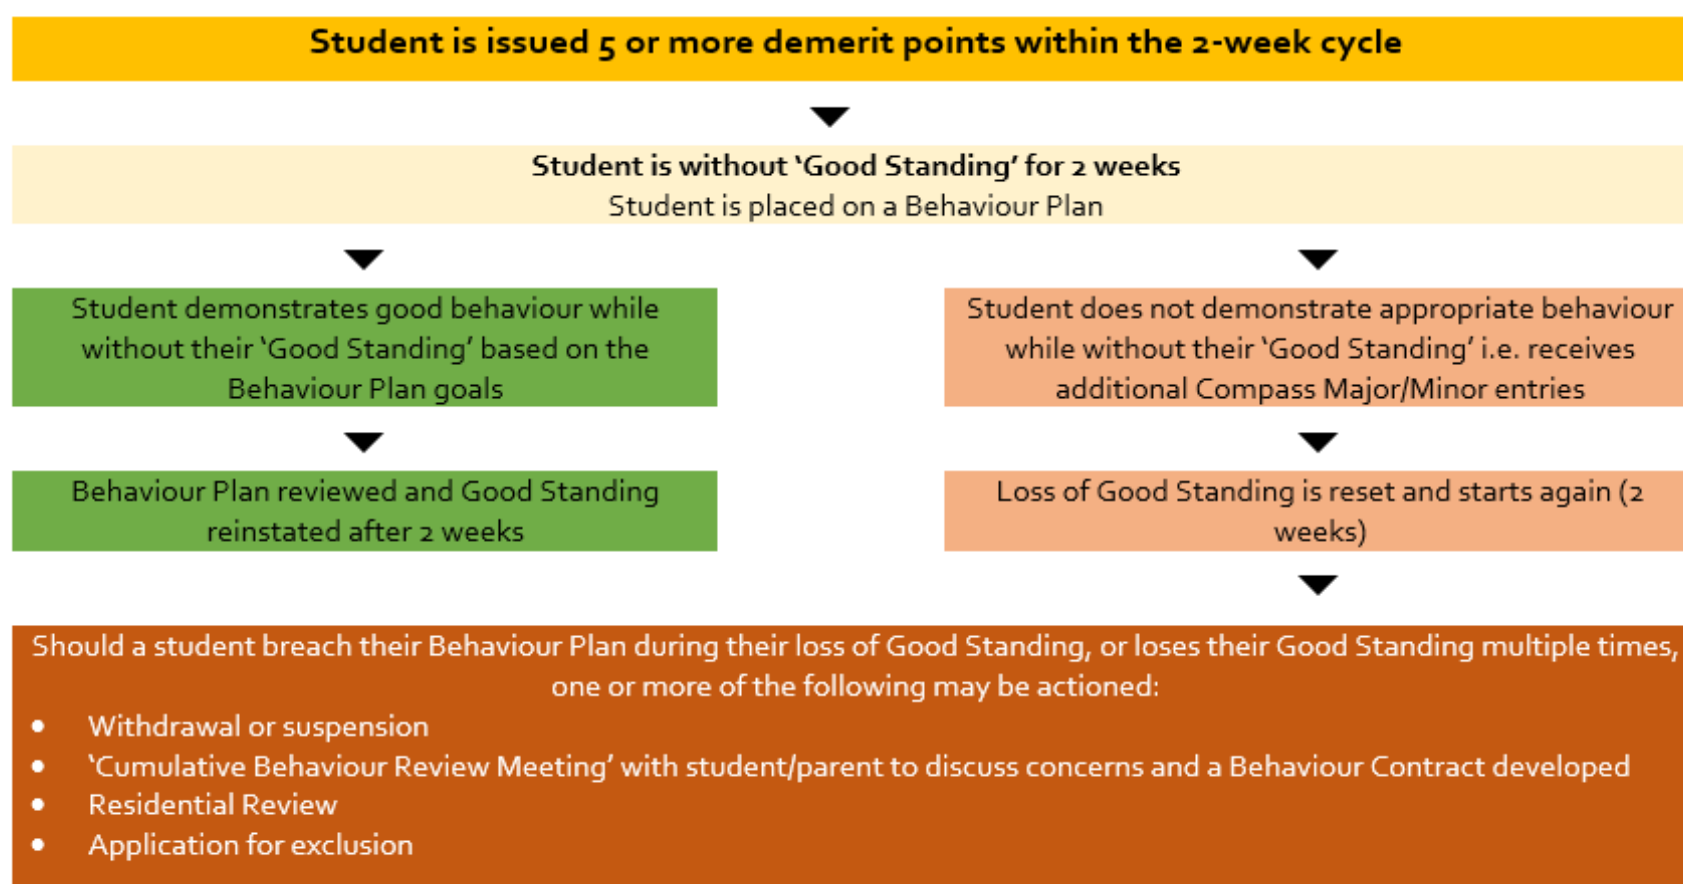 Student is issued 5 or more demerit points within the 2-week cycle
Student is without ‘Good Standing’ for 2 weeks
Student is placed on a Behaviour Plan
Student demonstrates good behaviour while
without their ‘Good Standing’ based on the
Behaviour Plan goals
Student does not demonstrate appropriate behaviour
while without their ‘Good Standing’ i.e. receives
additional Compass Major/Minor entries
Behaviour Plan reviewed and Good Standing
reinstated after 2 weeks
Loss of Good Standing is reset and starts again (2
weeks)
Should a student breach their Behaviour Plan during their loss of Good Standing, or loses their Good Standing multiple times,
one or more of the following may be actioned:
• Withdrawal or suspension
• ‘Cumulative Behaviour Review Meeting’ with student/parent to discuss concerns and a Behaviour Contract developed
• Residential Review
• Application for exclusion